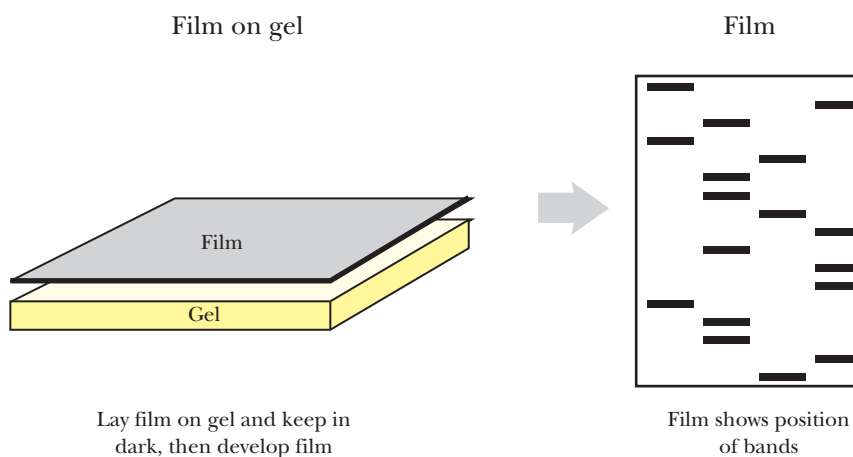 Film on gel
Film
Film
Gel
Lay film on gel and keep in
dark, then develop film
Film shows position
of bands